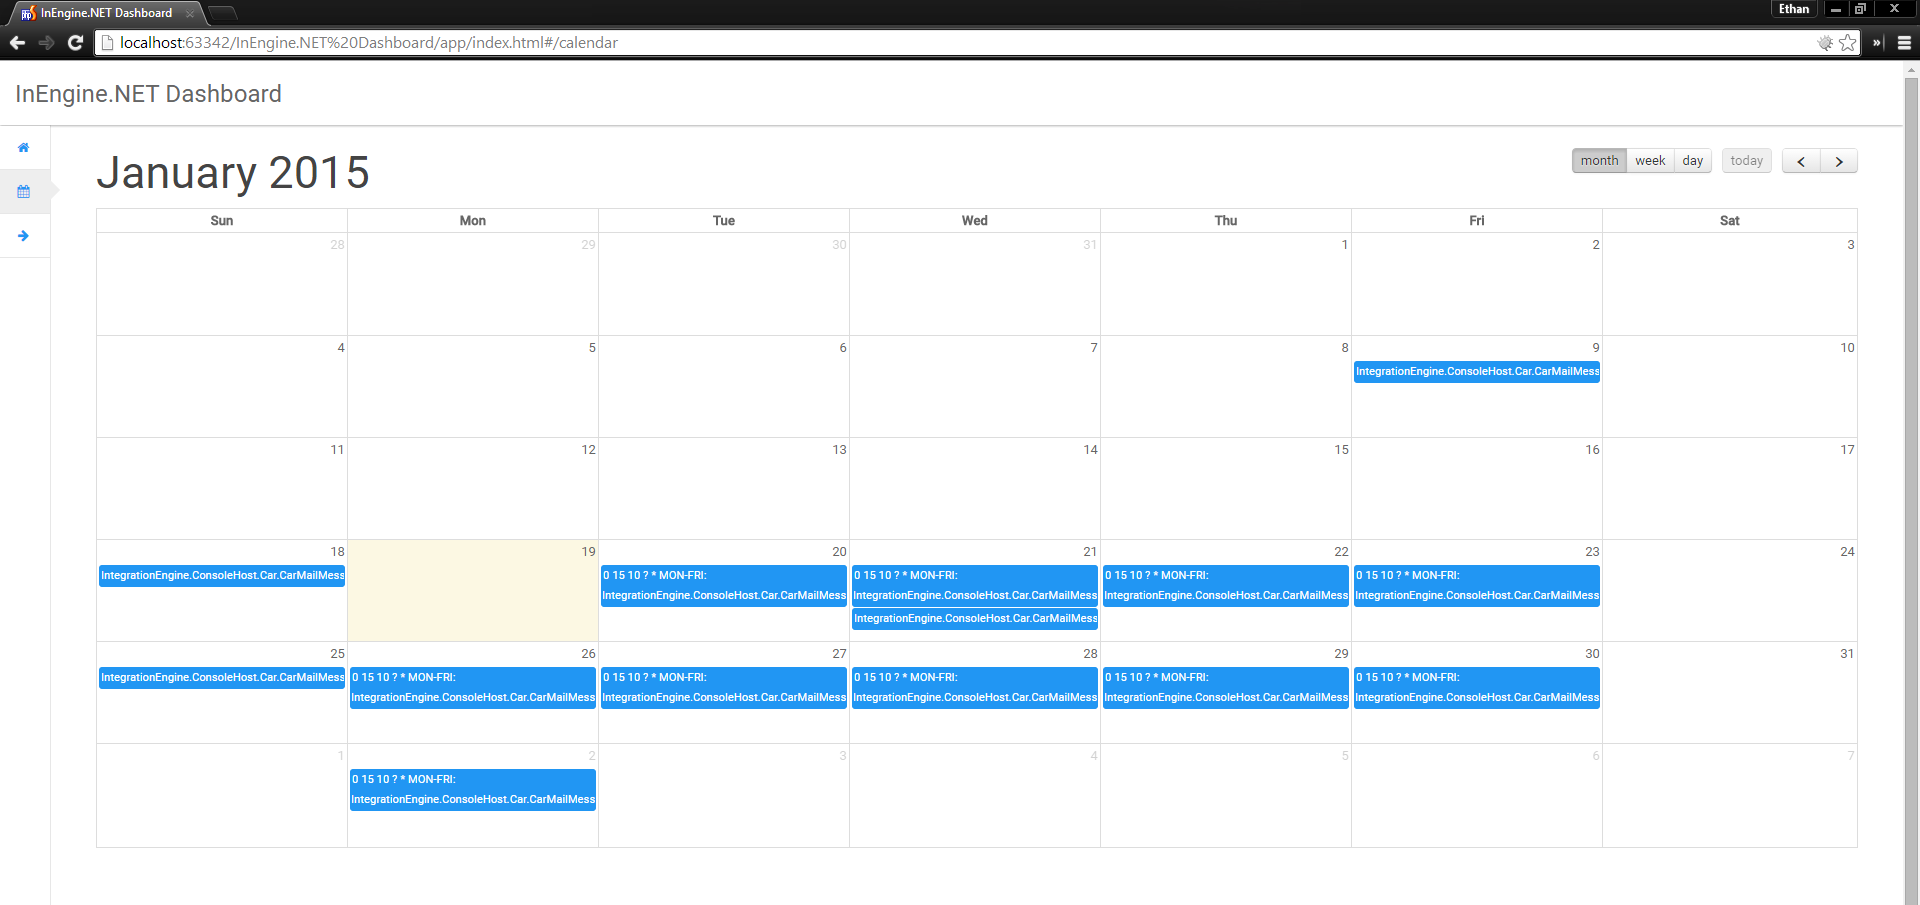 InEngine.NET Dashboard
Ethan
localhost:63342/InEngine.NET%20Dashboard/app/index.html#/calendar
InEngine.NET Dashboard
January 2015
month week day today
Sun Mon Tue Wed Thu Fri Sat
28 29 30 31 1 2 3
4 5 6 7 8 9 10
IntegrationEngine.ConsoleHost.Car.CarMailMess
11 12 13 14 15 16 17
18 19 20 21 22 23 24
IntegrationEngine.ConsoleHost.Car.CarMailMess
0 15 10 ? * MON-FRI:
IntegrationEngine.ConsoleHost.Car.CarMailMess
0 15 10 ? * MON-FRI:
IntegrationEngine.ConsoleHost.Car.CarMailMess
IntegrationEngine.ConsoleHost.Car.CarMailMess
0 15 10 ? * MON-FRI:
IntegrationEngine.ConsoleHost.Car.CarMailMess
0 15 10 ? * MON-FRI:
IntegrationEngine.ConsoleHost.Car.CarMailMess
25 26 27 28 29 30 31
IntegrationEngine.ConsoleHost.Car.CarMailMess
0 15 10 ? * MON-FRI:
IntegrationEngine.ConsoleHost.Car.CarMailMess
0 15 10 ? * MON-FRI:
IntegrationEngine.ConsoleHost.Car.CarMailMess
0 15 10 ? * MON-FRI:
IntegrationEngine.ConsoleHost.Car.CarMailMess
0 15 10 ? * MON-FRI:
IntegrationEngine.ConsoleHost.Car.CarMailMess
0 15 10 ? * MON-FRI:
IntegrationEngine.ConsoleHost.Car.CarMailMess
1 2 3 4 5 6 7
0 15 10 ? * MON-FRI:
IntegrationEngine.ConsoleHost.Car.CarMailMess